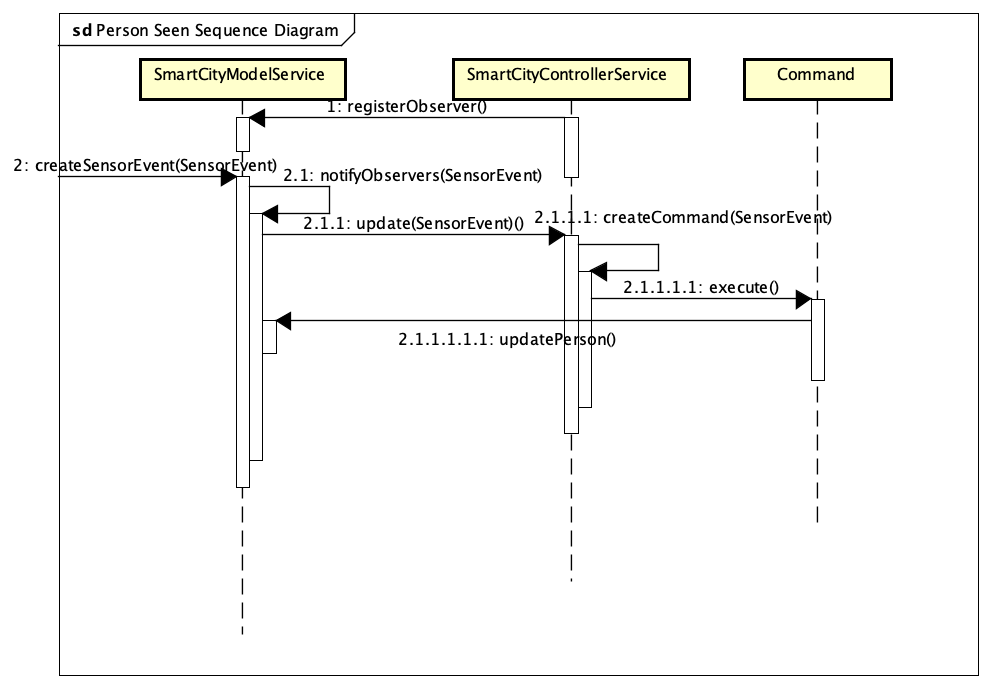 sd Person Seen Sequence Diagram
SmartCityModelService
SmartCityControllerService
Command
1: registerObserver()
2: createSensorEvent(SensorEvent)
2.1: notifyObservers(SensorEvent)
2.1.1: update(SensorEvent)()
2.1.1.1: createCommand(SensorEvent)
2.1.1.1.1: execute()
2.1.1.1.1.1: updatePerson()